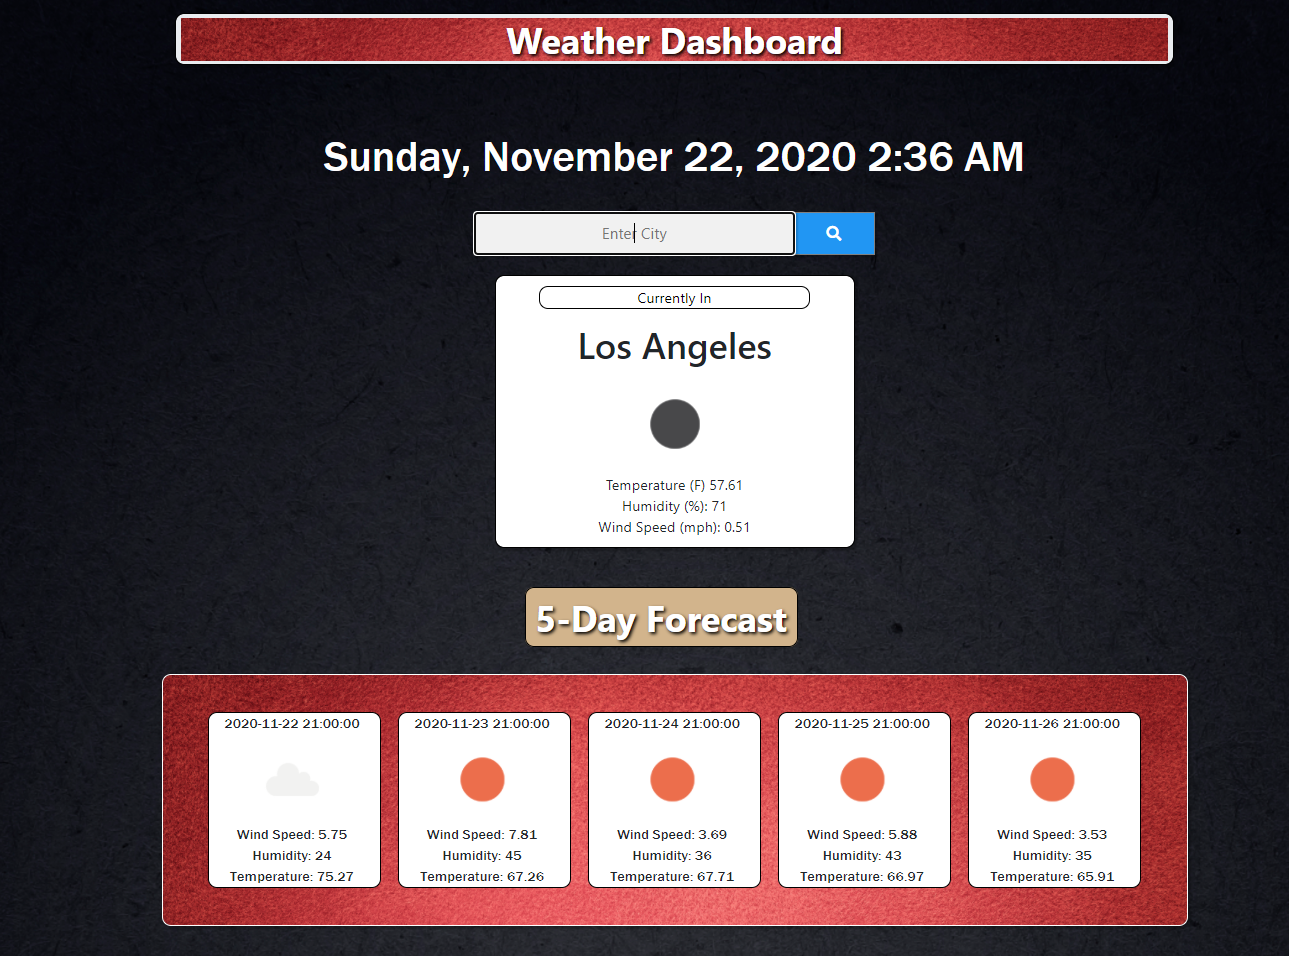 Weather Dashboard
Sunday, November 22, 2020 2:36 AM
Enter City
Currently In
Los Angeles
Temperature (F) 57.61
Humidity (%): 71
Wind Speed (mph): 0.51
5-Day Forecast
2020-11-22 21:00:00
Wind Speed: 5.75
Humidity: 24
Temperature: 75.27
2020-11-23 21:00:00
Wind Speed: 7.81
Humidity: 45
Temperature: 67.26
2020-11-24 21:00:00
Wind Speed: 3.69
Humidity: 36
Temperature: 67.71
2020-11-25 21:00:00
Wind Speed: 5.88
Humidity: 43
Temperature: 66.97
2020-11-26 21:00:00
Wind Speed: 3.53
Humidity: 35
Temperature: 65.91